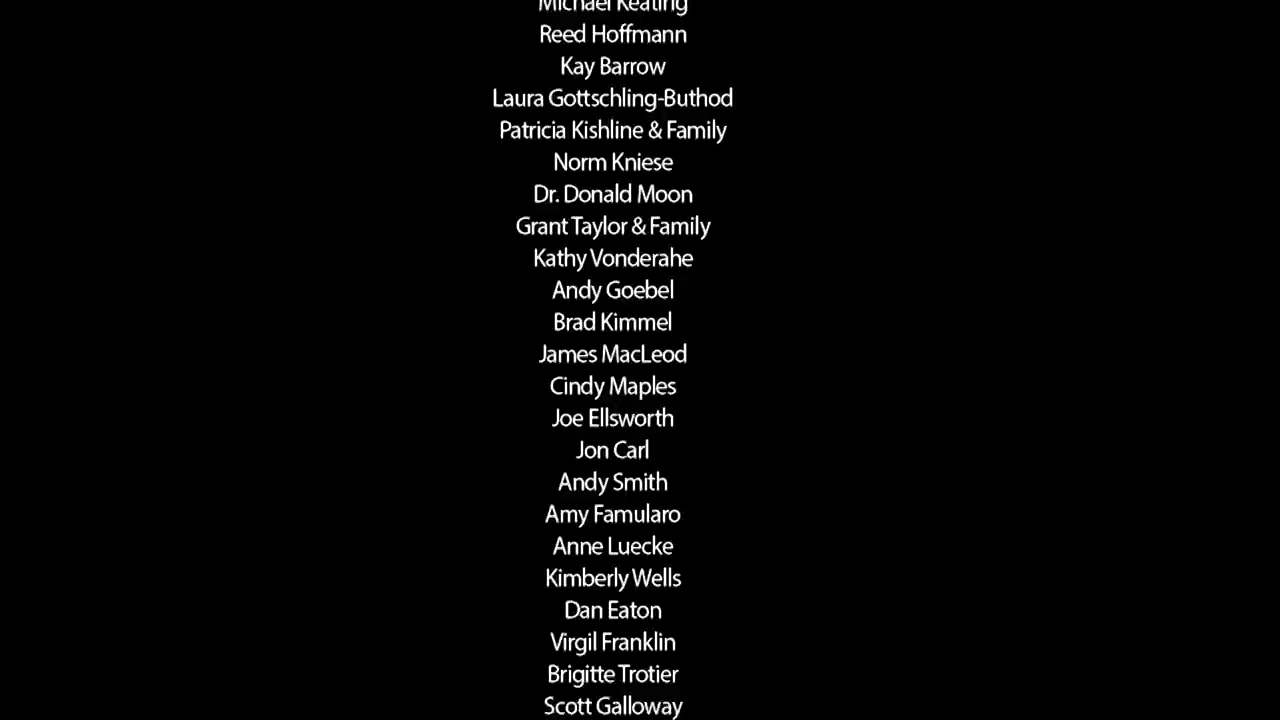 Michael Keating
Reed Hoffmann
Kay Barrow
Laura Gottschling-Buthod
Patricia Kishline & Family
Norm Kniese
Dr. Donald Moon
Grant Taylor & Family
Kathy Vonderahe
Andy Goebel
Brad Kimmel
James MacLeod
Cindy Maples
Joe Ellsworth
Jon Carl
Andy Smith
Amy Famularo
Anne Luecke
Kimberly Wells
Dan Eaton
Virgil Franklin
Brigitte Trotier
Scott Galloway